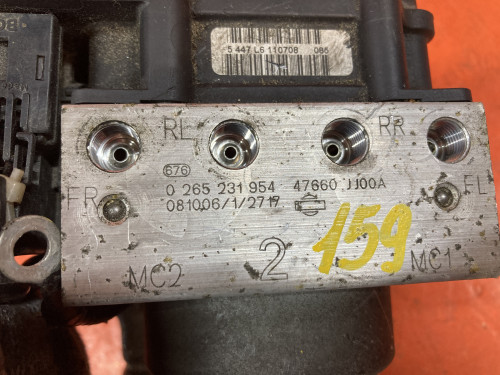 5 447 L6 110708 085
RL RR
676
0 265 231 954 47660 JJ00A
FR FL
081006/1/2717
2 159
MC2 MC1